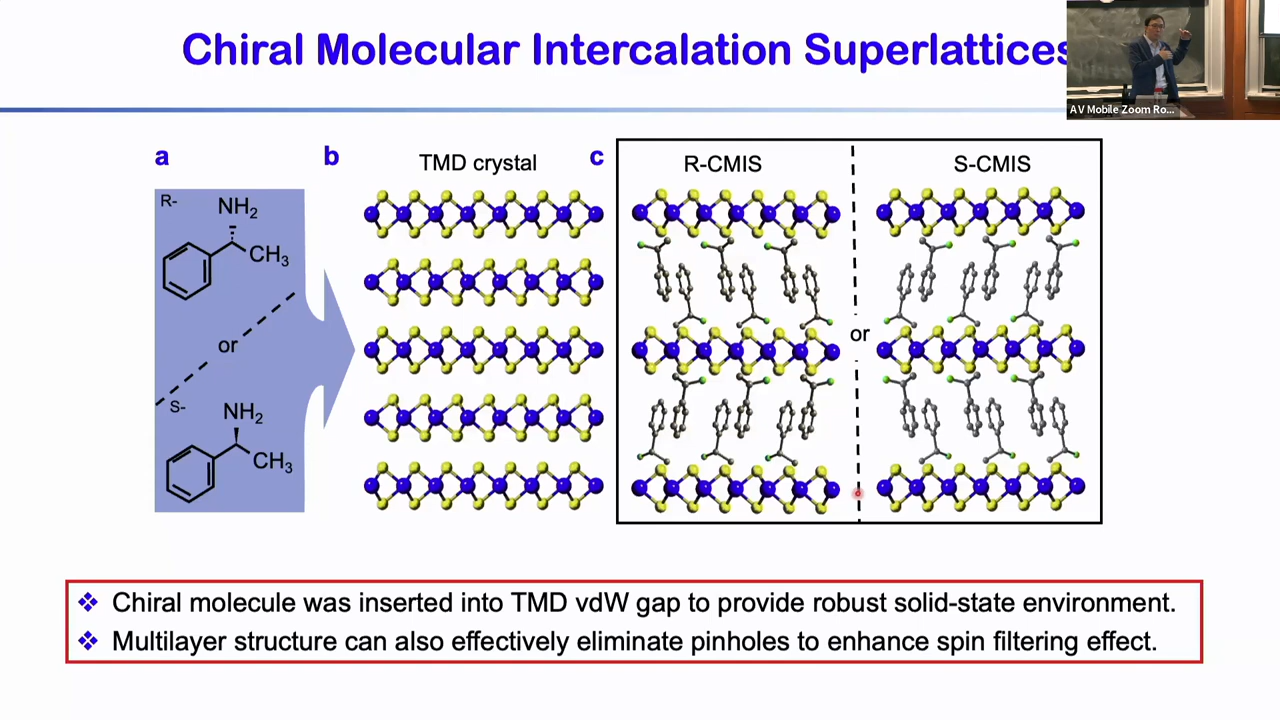 Chiral Molecular Intercalation Superlattices
AV Mobile Zoom Ro...
a
b
TMD crystal
c
R-CMIS
S-CMIS
R-
NH2
CH3
or
or
S-
NH2
CH3
❖ Chiral molecule was inserted into TMD vdW gap to provide robust solid-state environment.
❖ Multilayer structure can also effectively eliminate pinholes to enhance spin filtering effect.